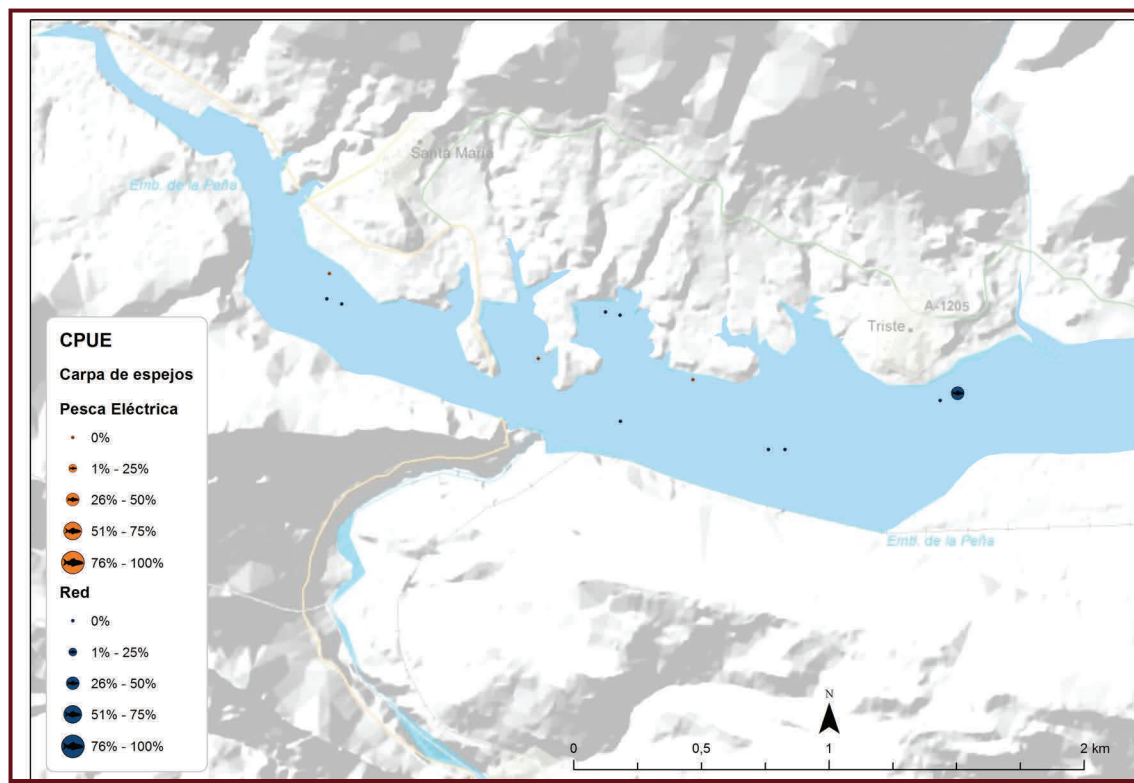 Santa María
Emb. de la Peña
A-1205
Triste
CPUE
Carpa de espejos
Pesca Eléctrica
0%
1% - 25%
26% - 50%
51% - 75%
76% - 100%
Red
0%
1% - 25%
26% - 50%
51% - 75%
76% - 100%
Emb. de la Peña
N
0 0,5 1 2 km